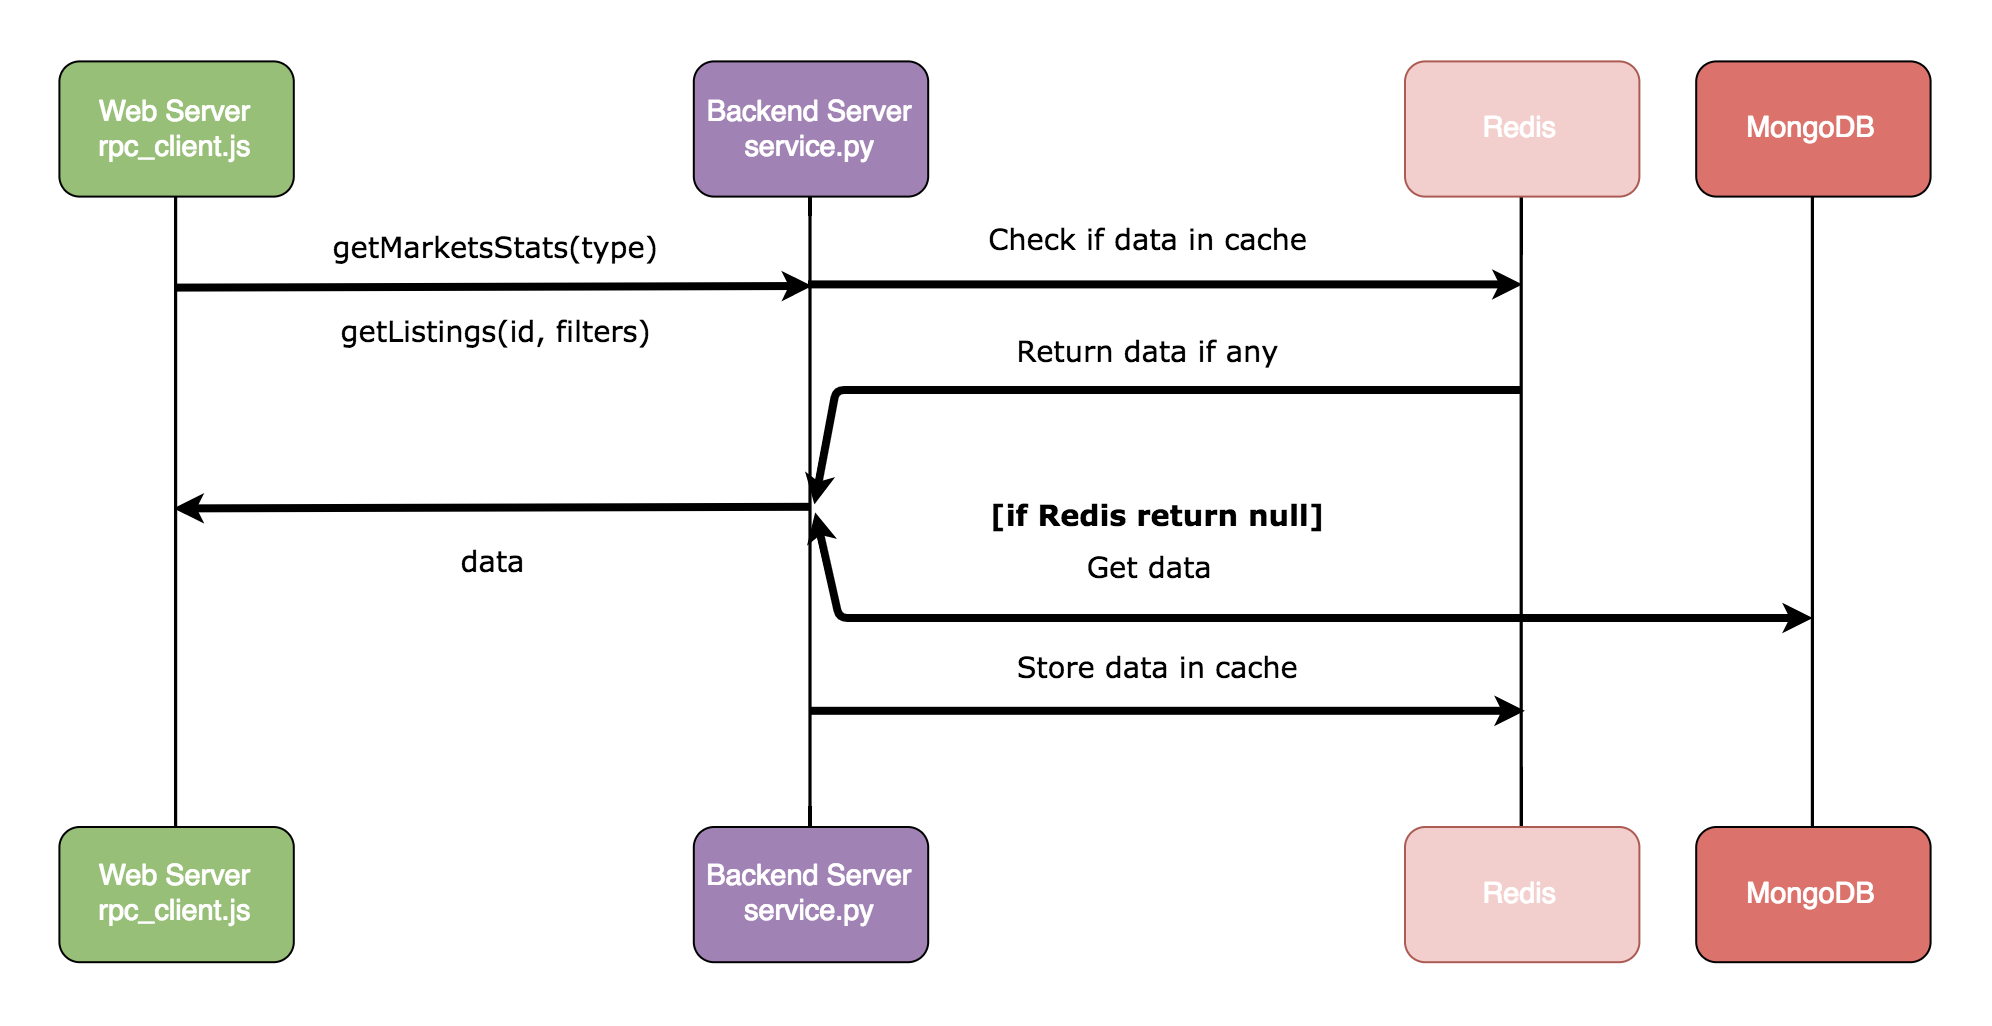 Web Server
rpc_client.js
Backend Server
service.py
Redis
MongoDB
getMarketsStats(type)
Check if data in cache
getListings(id, filters)
Return data if any
[if Redis return null]
data
Get data
Store data in cache
Web Server
rpc_client.js
Backend Server
service.py
Redis
MongoDB